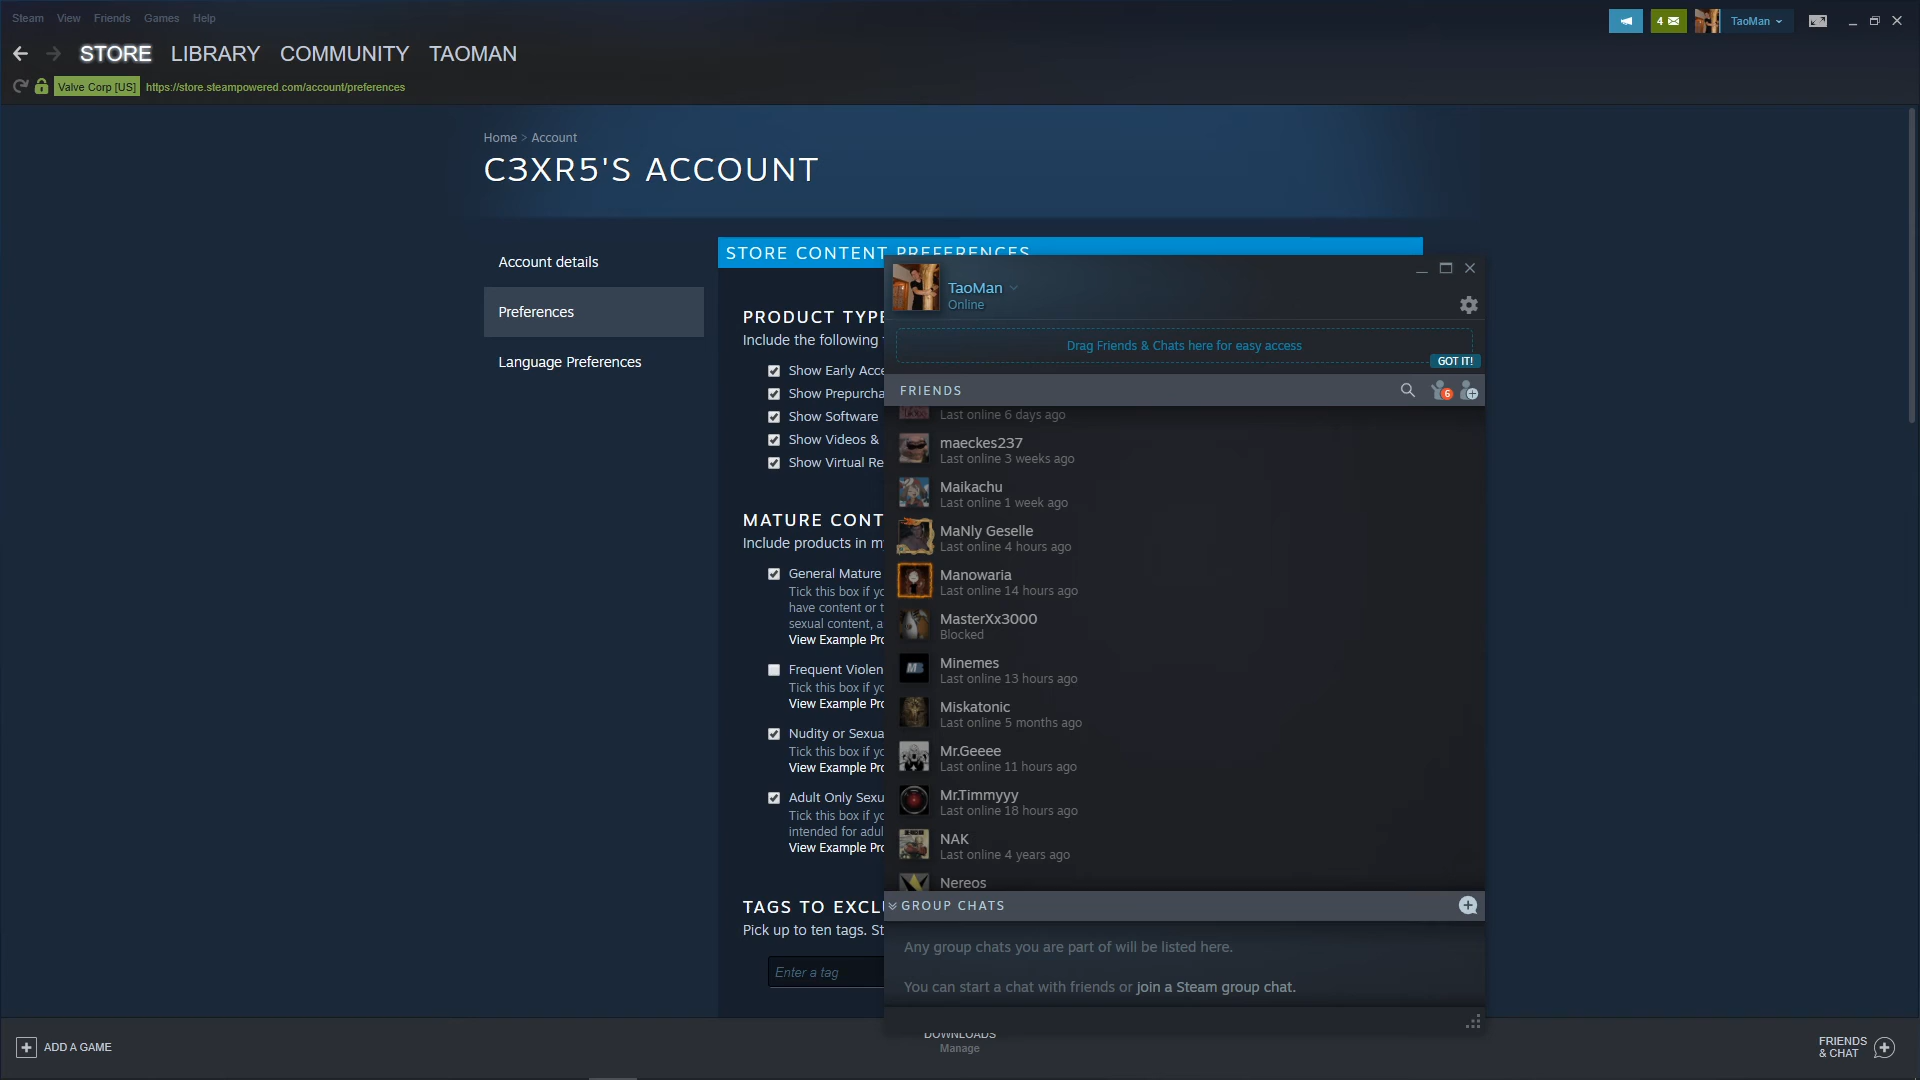 Steam View Friends Games Help
4
TaoMan
STORE LIBRARY COMMUNITY TAOMAN
Valve Corp [US] https://store.steampowered.com/account/preferences
Home > Account
C3XR5'S ACCOUNT
Account details
Preferences
Language Preferences
STORE CONTENT PREFERENCES
PRODUCT TYPE
Include the following
Show Early Acce
Show Prepurcha
Show Software
Show Videos &
Show Virtual Re
MATURE CONT
Include products in m
General Mature
Tick this box if yo
have content or t
sexual content, a
View Example Pro
Frequent Violen
Tick this box if yo
View Example Pro
Nudity or Sexua
Tick this box if yo
View Example Pro
Adult Only Sexu
Tick this box if yo
intended for adul
View Example Pro
TAGS TO EXCL
Pick up to ten tags. St
Enter a tag
TaoMan
Online
Drag Friends & Chats here for easy access
GOT IT!
FRIENDS
6
Last online 6 days ago
maeckes237
Last online 3 weeks ago
Maikachu
Last online 1 week ago
MaNly Geselle
Last online 4 hours ago
Manowaria
Last online 14 hours ago
MasterXx3000
Blocked
Minemes
Last online 13 hours ago
Miskatonic
Last online 5 months ago
Mr.Geeee
Last online 11 hours ago
Mr.Timmyyy
Last online 18 hours ago
NAK
Last online 4 years ago
Nereos
GROUP CHATS
Any group chats you are part of will be listed here.
You can start a chat with friends or join a Steam group chat.
ADD A GAME
DOWNLOADS
Manage
FRIENDS
& CHAT